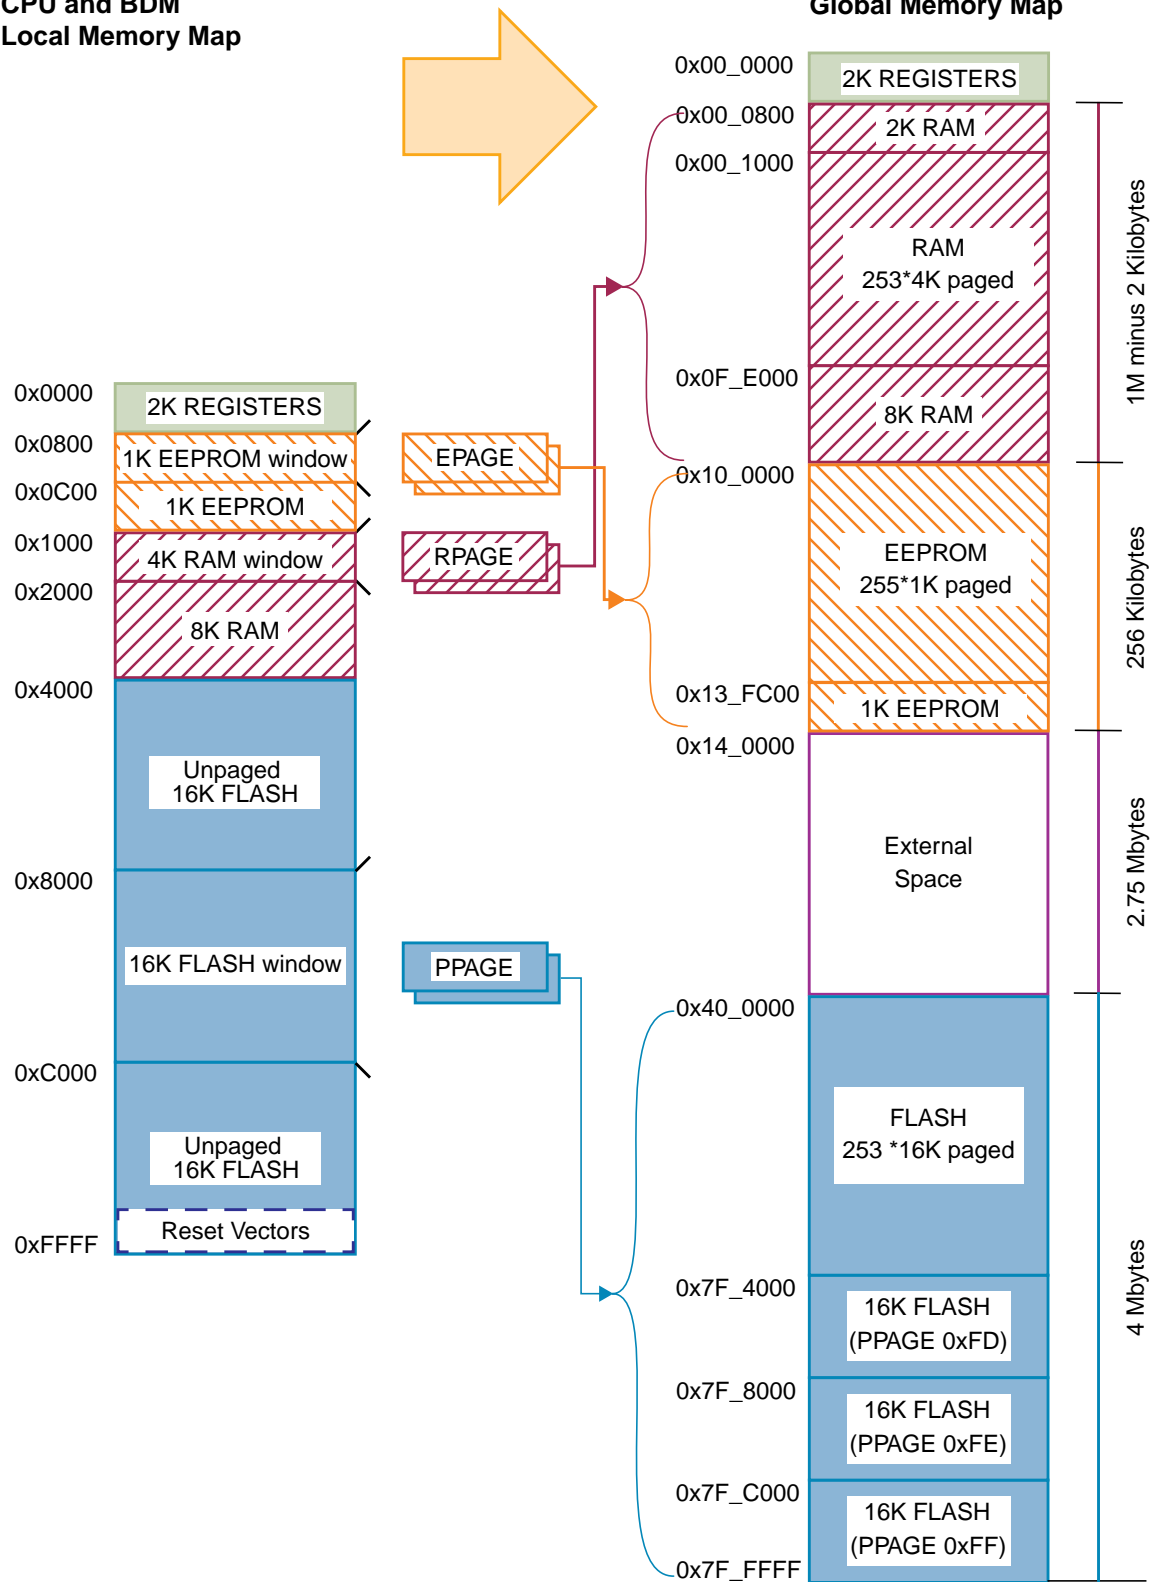 CPU and BDM
Local Memory Map
Global Memory Map
0x0000
2K REGISTERS
0x0800
1K EEPROM window
0x0C00
1K EEPROM
0x1000
4K RAM window
0x2000
8K RAM
0x4000
Unpaged
16K FLASH
0x8000
16K FLASH window
0xC000
Unpaged
16K FLASH
Reset Vectors
0xFFFF
EPAGE
RPAGE
PPAGE
0x00_0000
2K REGISTERS
0x00_0800
2K RAM
0x00_1000
RAM
253*4K paged
0x0F_E000
8K RAM
0x10_0000
EEPROM
255*1K paged
0x13_FC00
1K EEPROM
0x14_0000
External
Space
0x40_0000
FLASH
253 *16K paged
0x7F_4000
16K FLASH
(PPAGE 0xFD)
0x7F_8000
16K FLASH
(PPAGE 0xFE)
0x7F_C000
16K FLASH
(PPAGE 0xFF)
0x7F_FFFF
1M minus 2 Kilobytes
256 Kilobytes
2.75 Mbytes
4 Mbytes